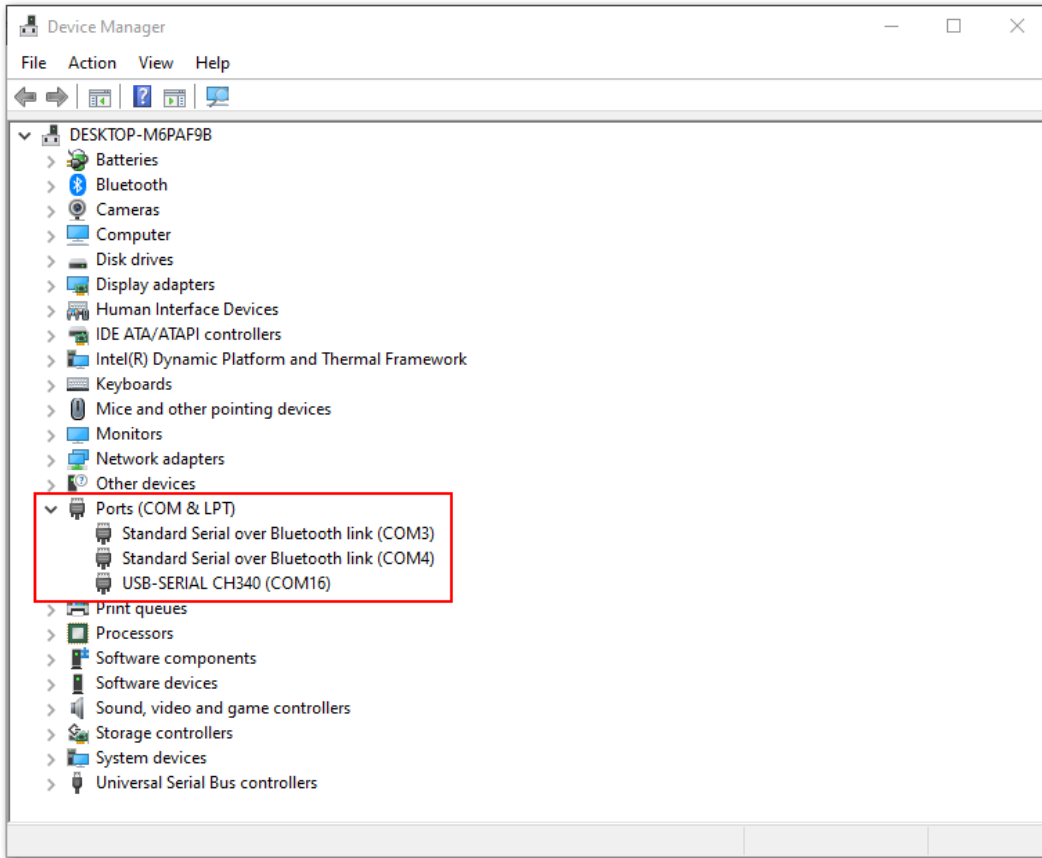 Device Manager
File Action View Help
DESKTOP-M6PAF9B
Batteries
Bluetooth
Cameras
Computer
Disk drives
Display adapters
Human Interface Devices
IDE ATA/ATAPI controllers
Intel(R) Dynamic Platform and Thermal Framework
Keyboards
Mice and other pointing devices
Monitors
Network adapters
Other devices
Ports (COM & LPT)
Standard Serial over Bluetooth link (COM3)
Standard Serial over Bluetooth link (COM4)
USB-SERIAL CH340 (COM16)
Print queues
Processors
Software components
Software devices
Sound, video and game controllers
Storage controllers
System devices
Universal Serial Bus controllers